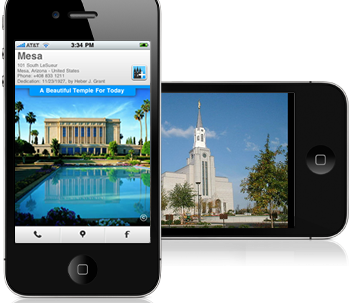 AT&T 3:34 PM
Mesa
101 South LeSueur
Mesa, Arizona - United States
Phone: +408 833 1211
Dedication: 11/23/1927, by Heber J. Grant
A Beautiful Temple For Today